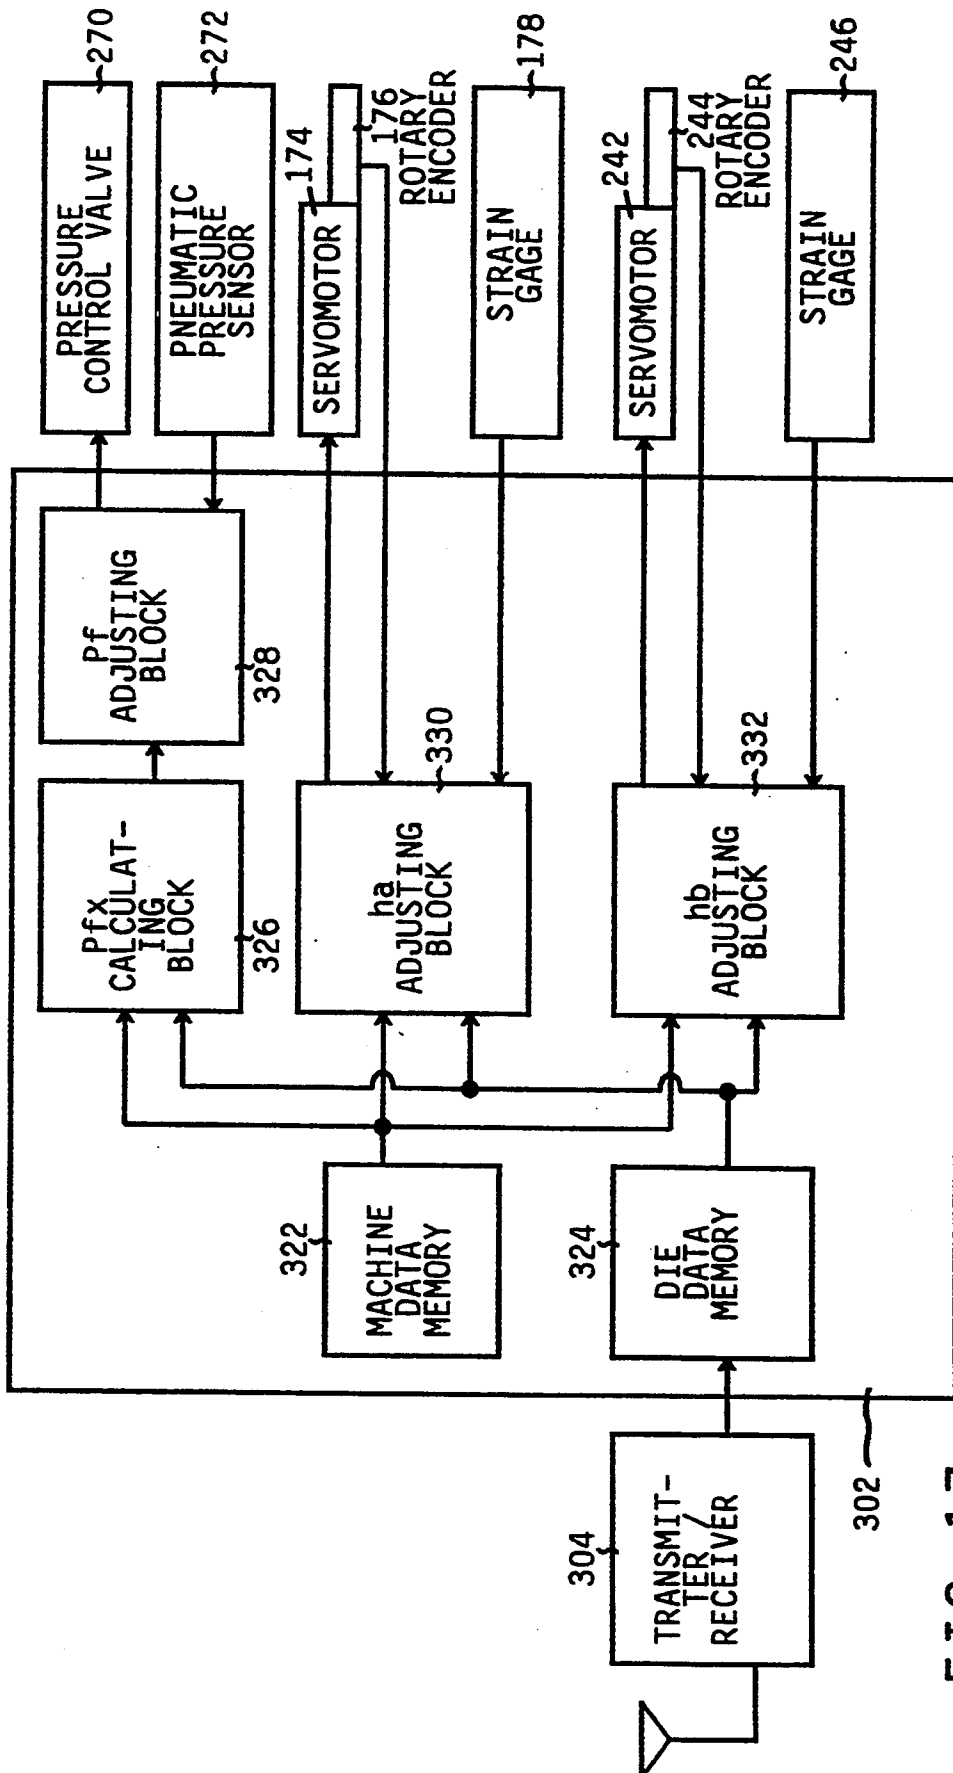 PRESSURE
CONTROL VALVE
270
PNEUMATIC
PRESSURE
SENSOR
272
Pf
ADJUSTING
BLOCK
328
Pfx
CALCULAT-
ING
BLOCK
326
SERVOMOTOR
174
176
ROTARY
ENCODER
STRAIN
GAGE
178
ha
ADJUSTING
BLOCK
330
322
MACHINE
DATA
MEMORY
SERVOMOTOR
242
244
ROTARY
ENCODER
STRAIN
GAGE
246
hb
ADJUSTING
BLOCK
332
324
DIE
DATA
MEMORY
304
TRANSMIT-
TER/
RECEIVER
302